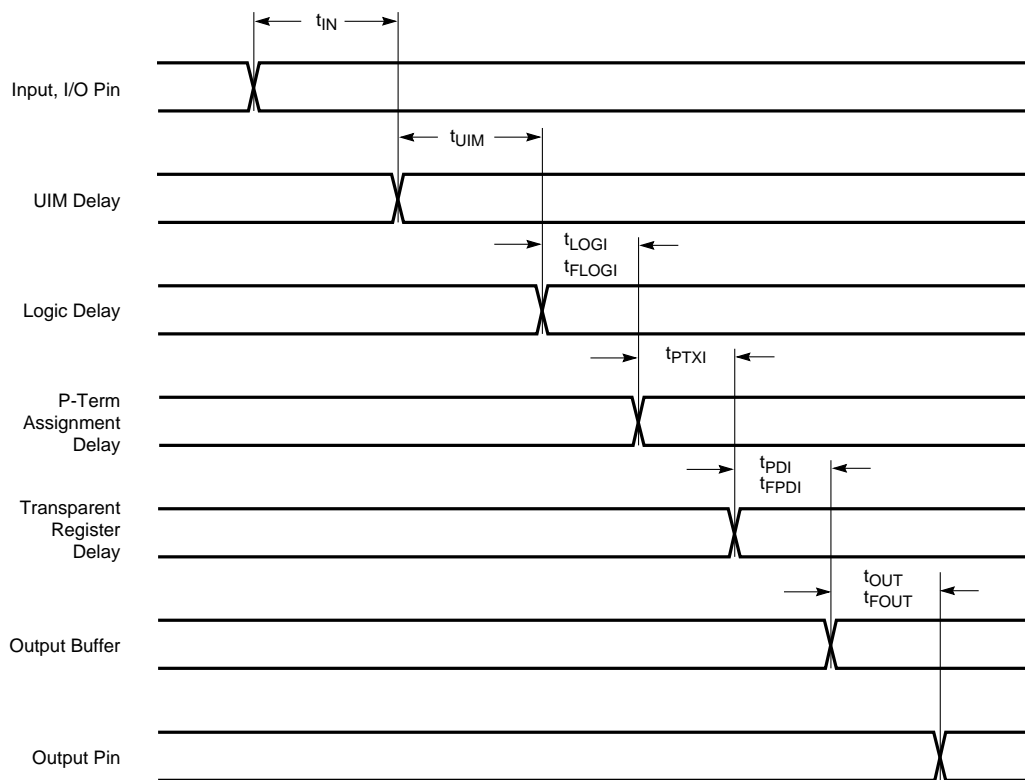 tIN
Input, I/O Pin
tUIM
UIM Delay
tLOGI
tFLOGI
Logic Delay
tPTXI
P-Term
Assignment
Delay
tPDI
tFPDI
Transparent
Register
Delay
tOUT
tFOUT
Output Buffer
Output Pin